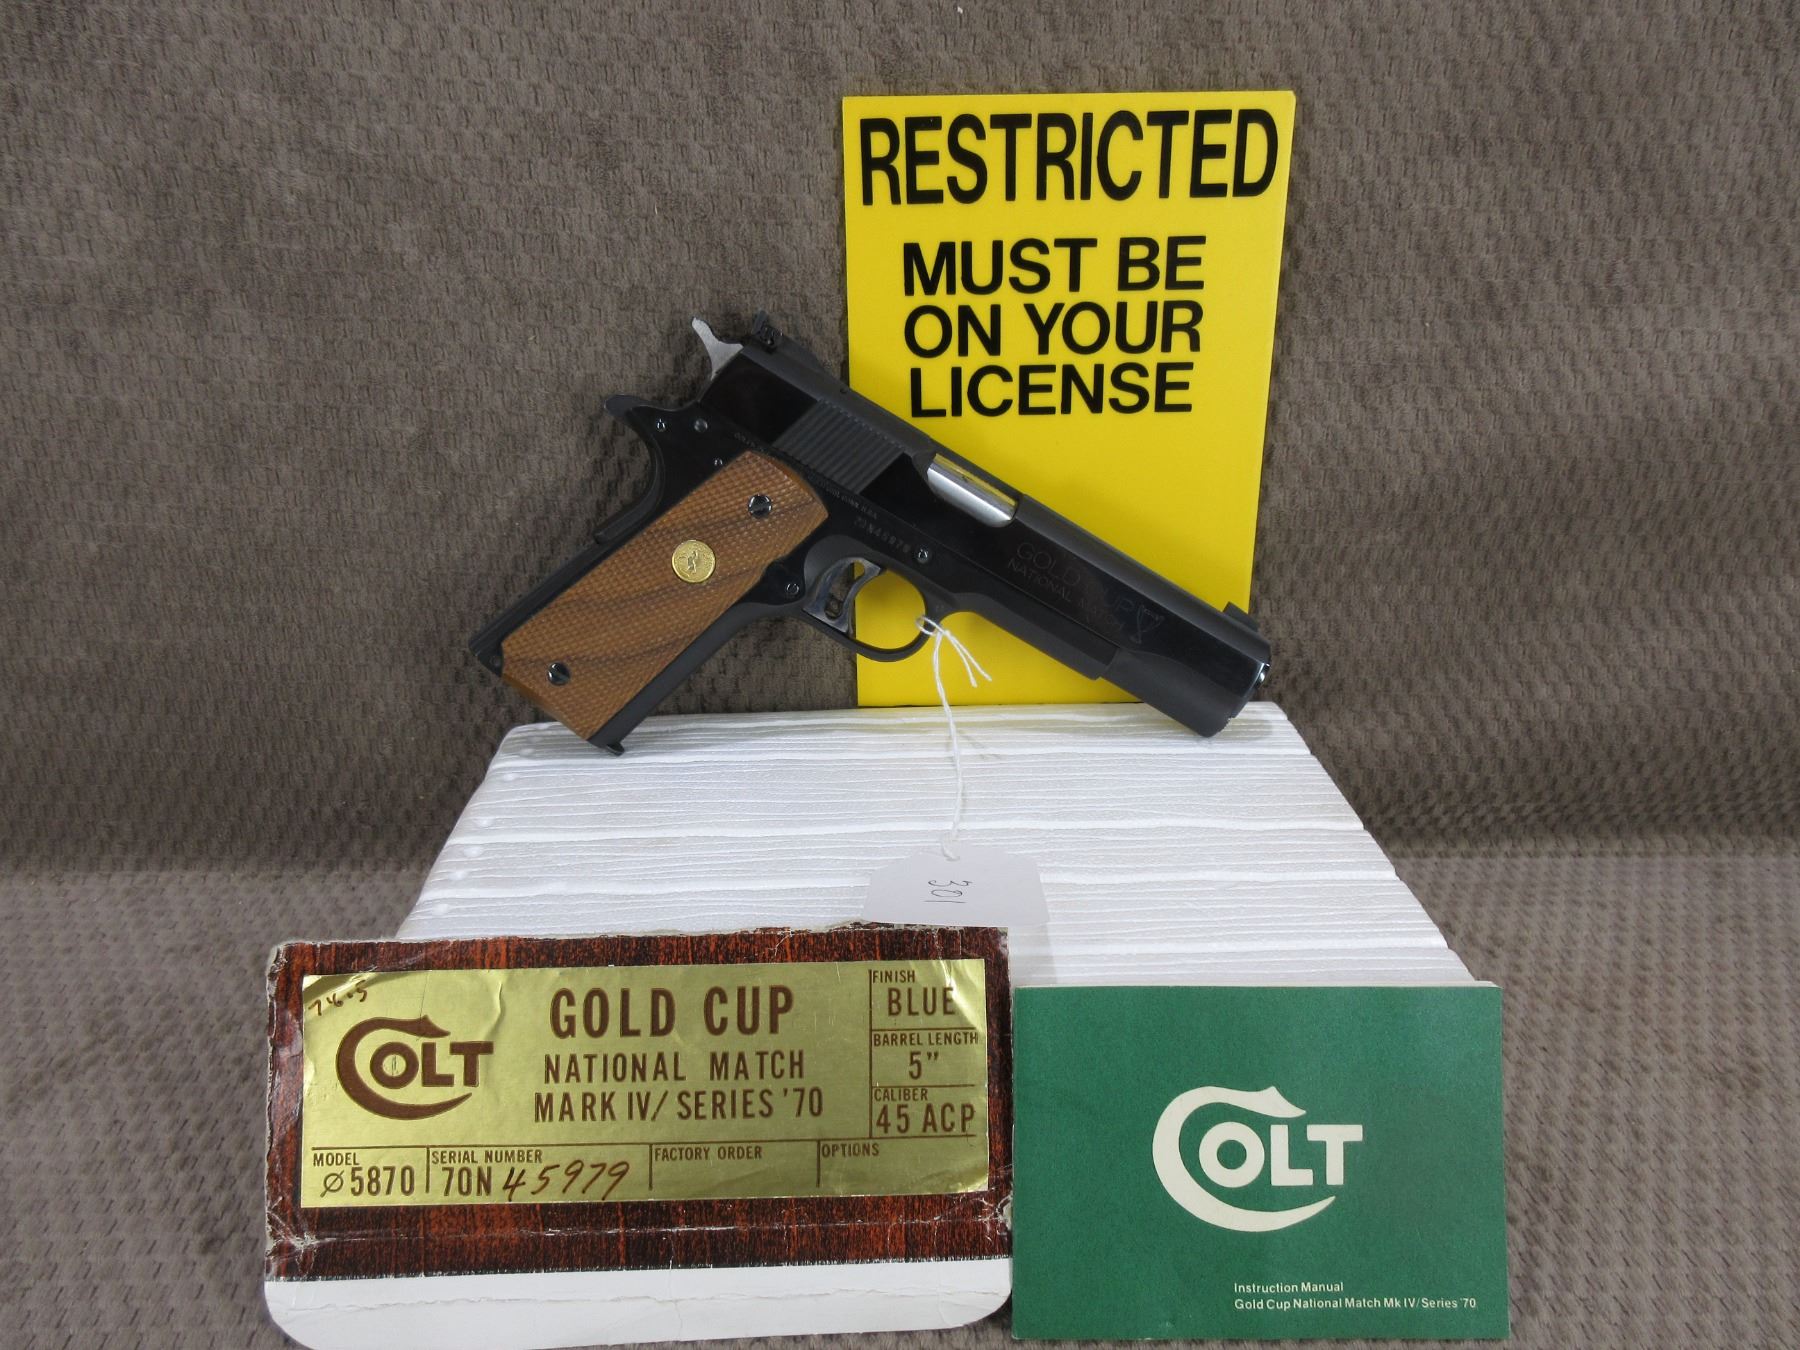 RESTRICTED
MUST BE
ON YOUR
LICENSE
70N45979
GOLD CUP
NATIONAL MATCH
301
74.5
COLT
GOLD CUP
NATIONAL MATCH
MARK IV/SERIES '70
FINISH
BLUE
BARREL LENGTH
5"
CALIBER
45 ACP
MODEL
Ø5870
SERIAL NUMBER
70N 45979
FACTORY ORDER
OPTIONS
COLT
Instruction Manual
Gold Cup National Match Mk IV/Series '70